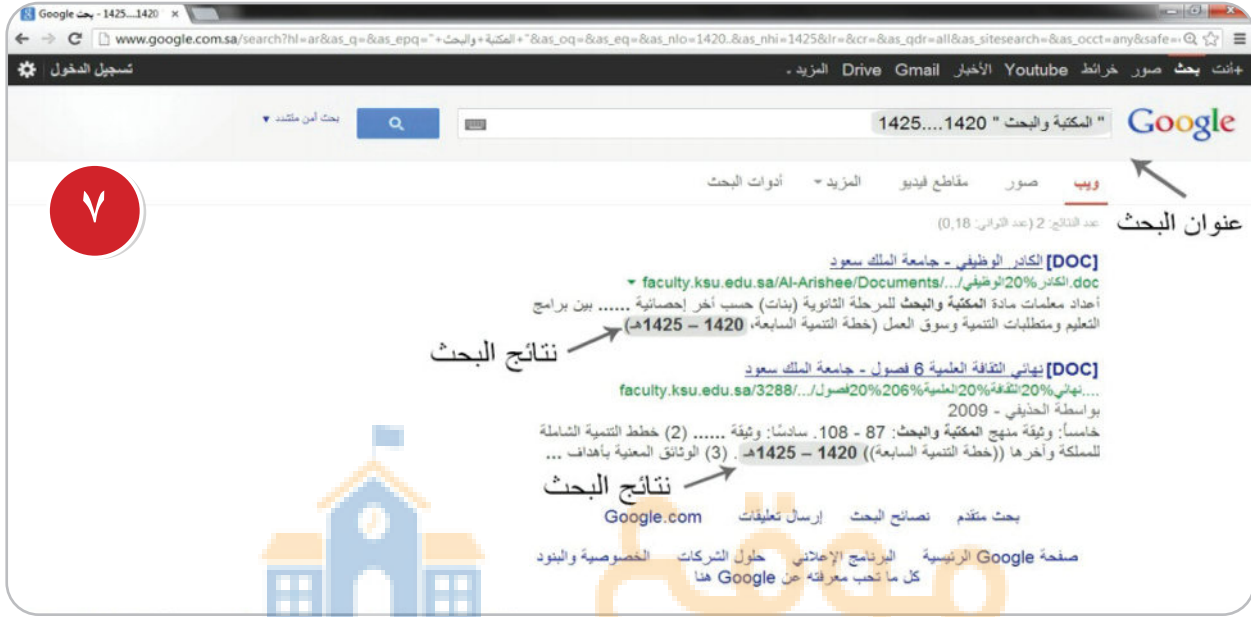 Google بحث - 1425....1420
www.google.com.sa/search?hl=ar&as_q=&as_epq="+المكتبة+والبحث+"&as_oq=&as_eq=&as_nlo=1420..&as_nhi=1425&lr=&cr=&as_qdr=all&as_sitesearch=&as_occt=any&safe=
+أنت بحث صور خرائط Youtube الأخبار Gmail Drive المزيد
تسجيل الدخول
Google
" المكتبة والبحث " 1420....1425
بحث آمن متشدد
ويب صور مقاطع فيديو المزيد أدوات البحث
٧
عنوان البحث
عدد النتائج: 2 (عدد الثواني: 0,18)
[DOC] الكادر الوظيفي - جامعة الملك سعود
faculty.ksu.edu.sa/Al-Arishee/Documents/.../الكادر%20الوظيفي.doc
أعداد معلمات مادة المكتبة والبحث للمرحلة الثانوية (بنات) حسب أخر إحصائية ...... بين برامج
التعليم ومتطلبات التنمية وسوق العمل (خطة التنمية السابعة، 1420 – 1425هـ)
نتائج البحث
[DOC] نهائي الثقافة العلمية 6 فصول - جامعة الملك سعود
faculty.ksu.edu.sa/3288/.../نهائي%20الثقافة%20العلمية%206%20فصول....
بواسطة الحذيفي - 2009
خامساً: وثيقة منهج المكتبة والبحث: 87 - 108. سادسًا: وثيقة ...... (2) خطط التنمية الشاملة
للمملكة وأخرها ((خطة التنمية السابعة)) 1420 – 1425هـ . (3) الوثائق المعنية بأهداف ...
نتائج البحث
بحث متقدم نصائح البحث إرسال تعليقات Google.com
صفحة Google الرئيسية البرنامج الإعلاني حلول الشركات الخصوصية والبنود
كل ما تحب معرفته عن Google هنا